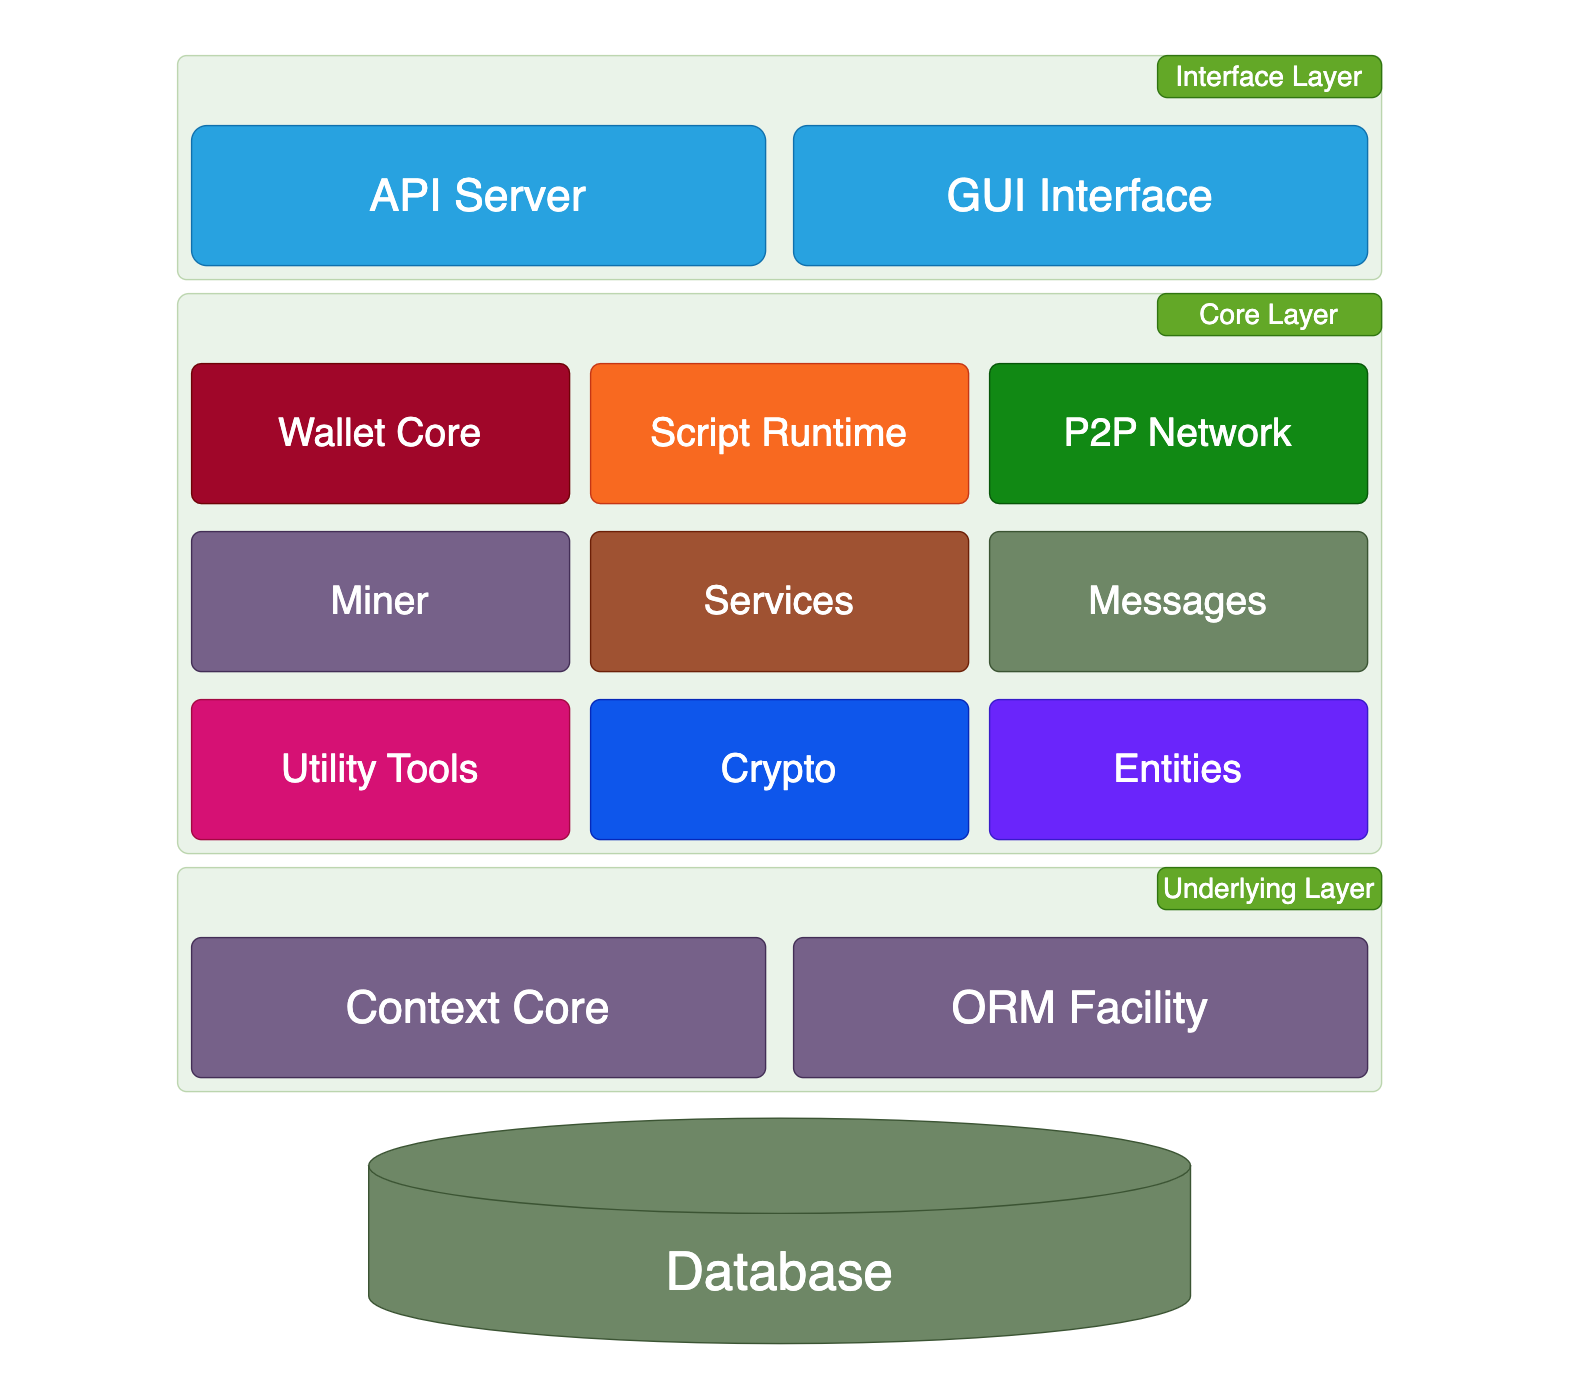 Interface Layer
API Server
GUI Interface
Core Layer
Wallet Core
Script Runtime
P2P Network
Miner
Services
Messages
Utility Tools
Crypto
Entities
Underlying Layer
Context Core
ORM Facility
Database